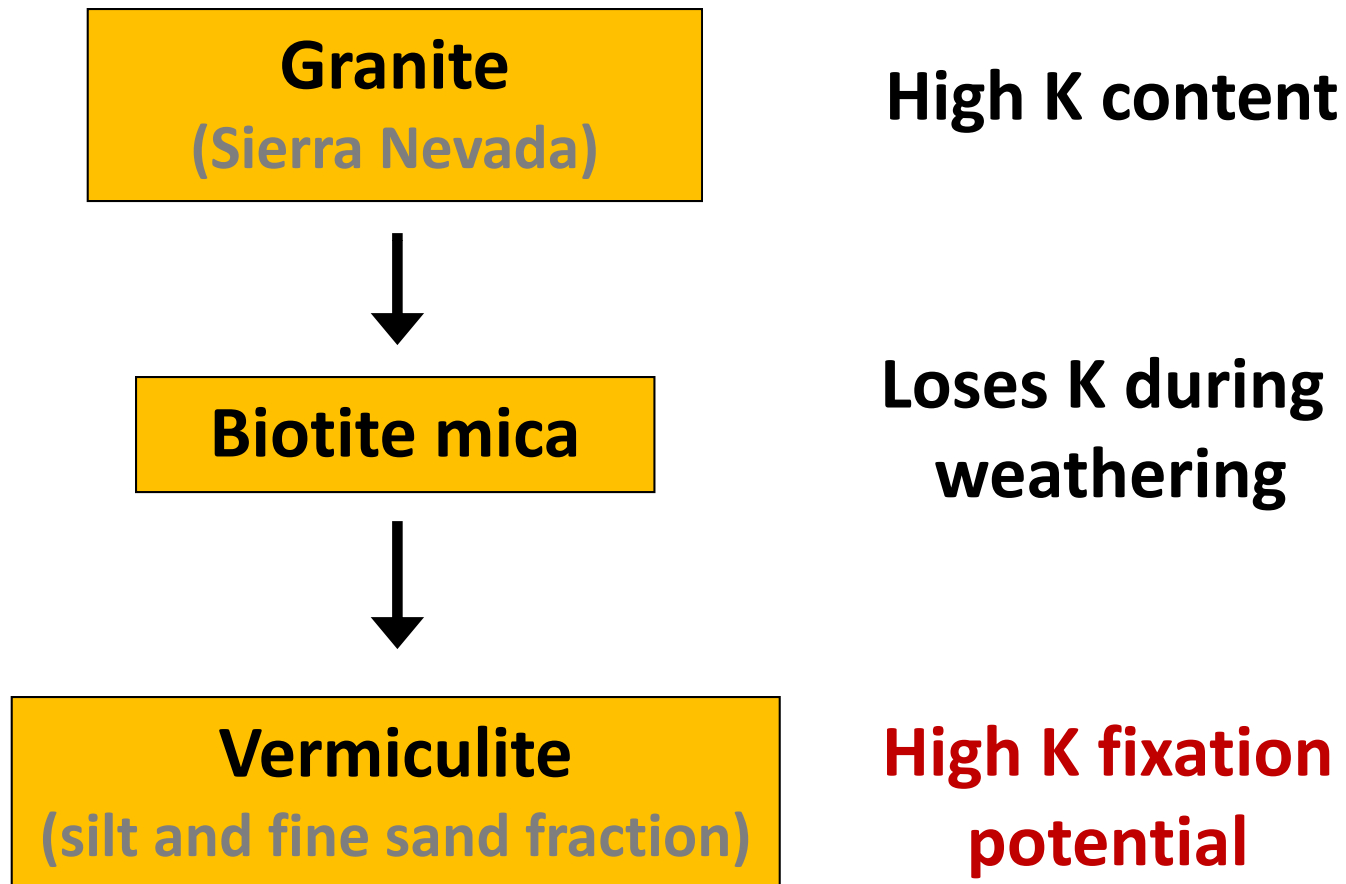 Granite
(Sierra Nevada)
High K content
Biotite mica
Loses K during
weathering
Vermiculite
(silt and fine sand fraction)
High K fixation
potential